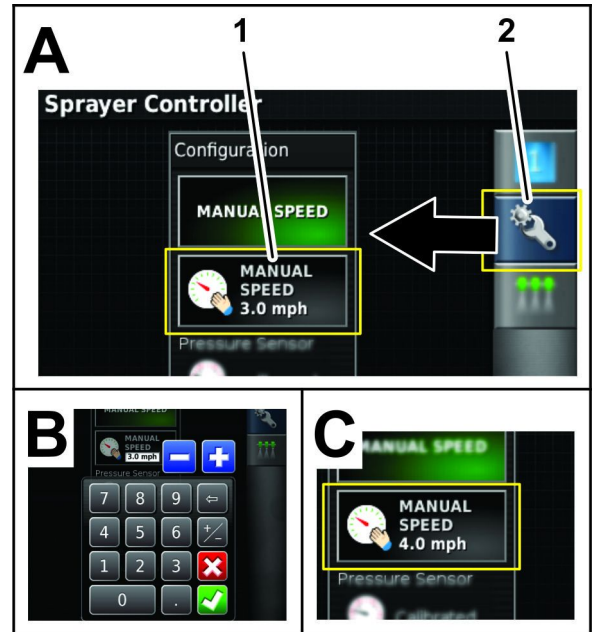 A
1
2
Sprayer Controller
1
Configuration
MANUAL SPEED
MANUAL
SPEED
3.0 mph
Pressure Sensor
B
MANUAL SPEED
MANUAL
SPEED
3.0 mph
Pressure Sensor
7 8 9 ⇦
4 5 6 +/−
1 2 3
0 .
C
MANUAL SPEED
MANUAL
SPEED
4.0 mph
Pressure Sensor
Calibrated